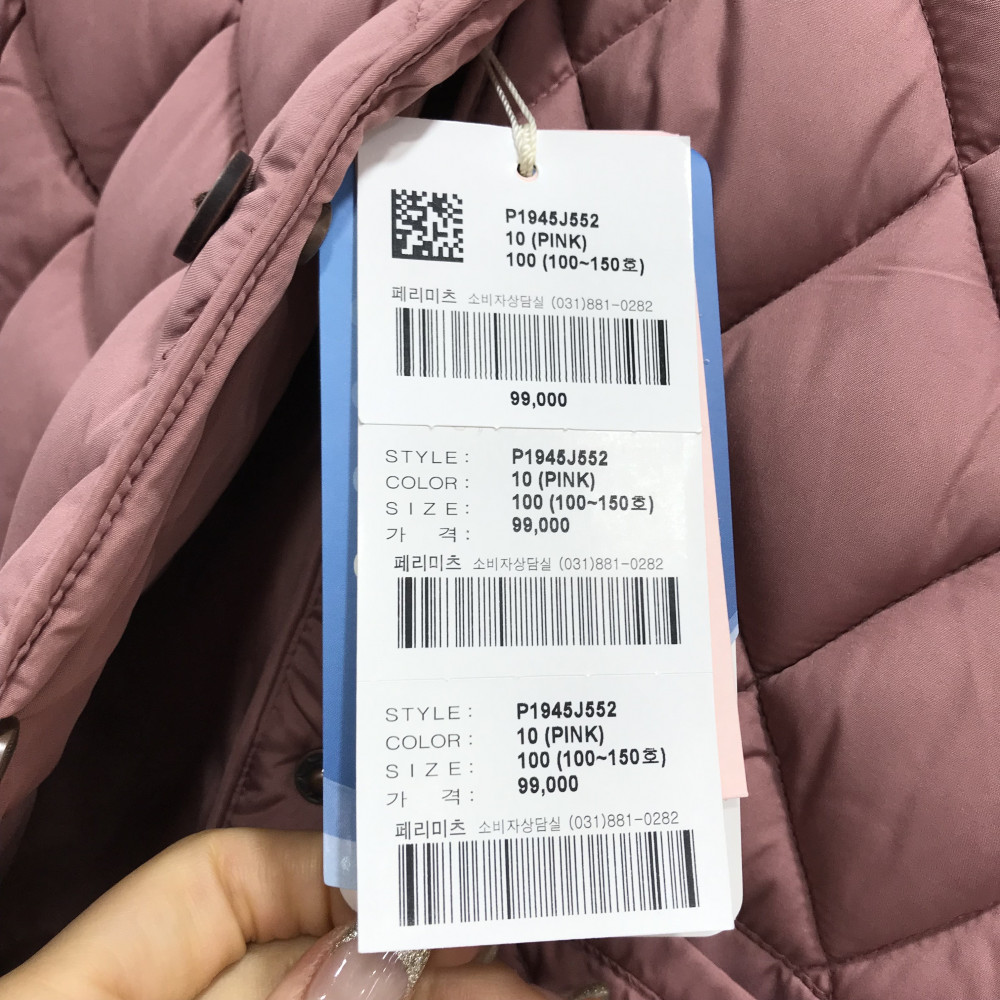 P1945J552
10 (PINK)
100 (100~150호)
페리미츠 소비자상담실 (031)881-0282
99,000
STYLE: P1945J552
COLOR: 10 (PINK)
SIZE: 100 (100~150호)
가 격: 99,000
페리미츠 소비자상담실 (031)881-0282
STYLE: P1945J552
COLOR: 10 (PINK)
SIZE: 100 (100~150호)
가 격: 99,000
페리미츠 소비자상담실 (031)881-0282